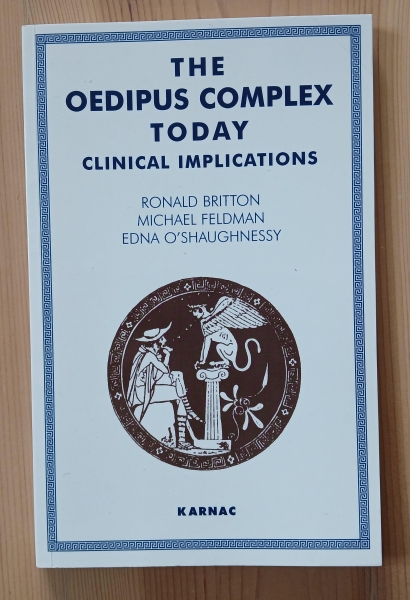 THE
OEDIPUS COMPLEX
TODAY
CLINICAL IMPLICATIONS
RONALD BRITTON
MICHAEL FELDMAN
EDNA O'SHAUGHNESSY
KARNAC